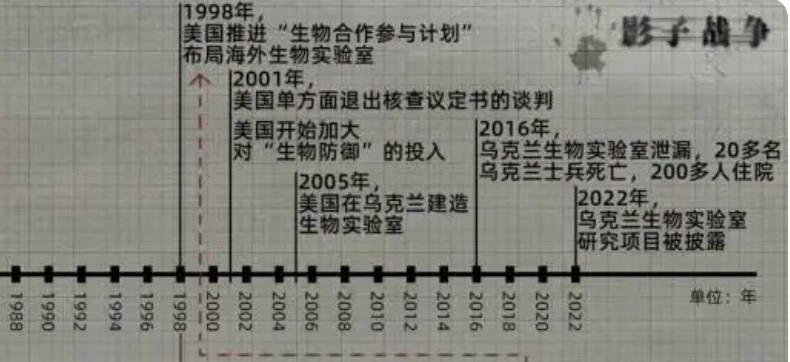 影子战争
1998年，
美国推进“生物合作参与计划”
布局海外生物实验室
2001年，
美国单方面退出核查议定书的谈判
美国开始加大
对“生物防御”的投入
2005年，
美国在乌克兰建造
生物实验室
2016年，
乌克兰生物实验室泄漏，20多名
乌克兰士兵死亡，200多人住院
2022年，
乌克兰生物实验室
研究项目被披露
单位：年
1988
1990
1992
1994
1996
1998
2000
2002
2004
2006
2008
2010
2012
2014
2016
2018
2020
2022